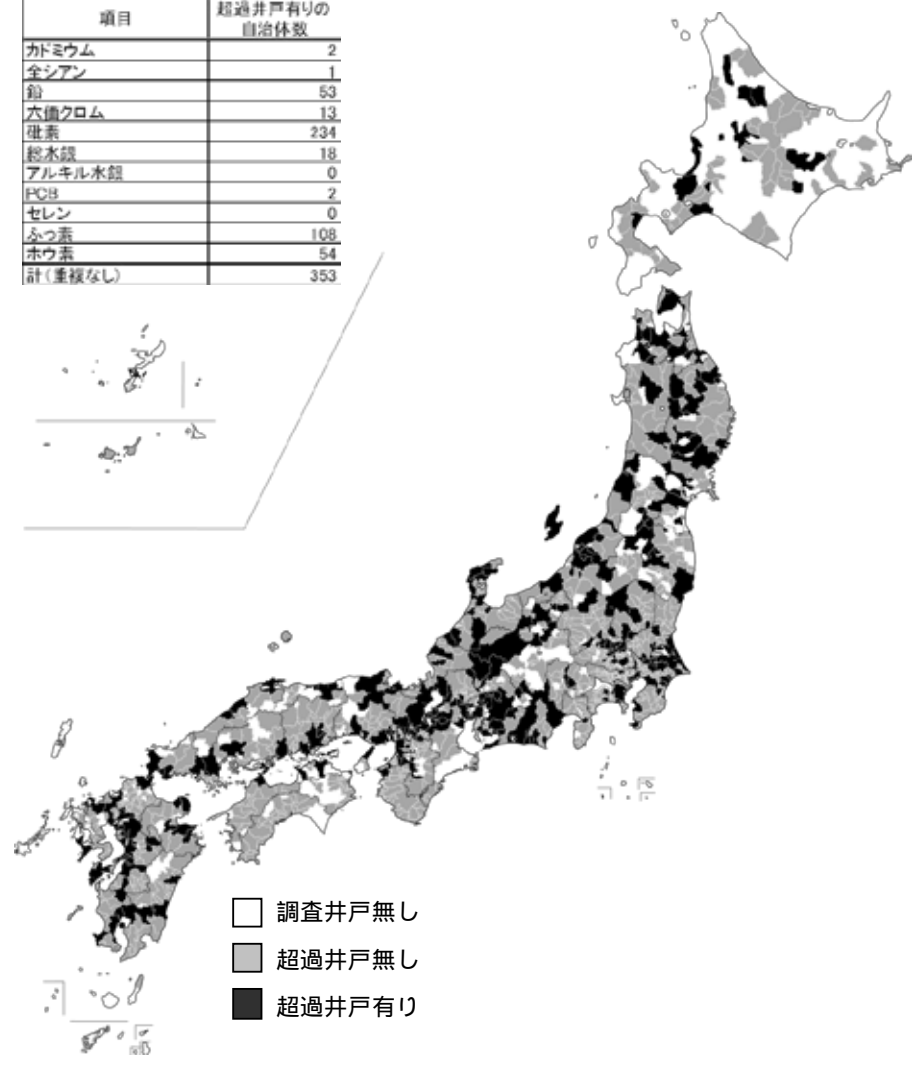 項目 超過井戸有りの
自治体数
カドミウム 2
全シアン 1
鉛 53
六価クロム 13
砒素 234
総水銀 18
アルキル水銀 0
PCB 2
セレン 0
ふっ素 108
ホウ素 54
計(重複なし) 353
調査井戸無し
超過井戸無し
超過井戸有り